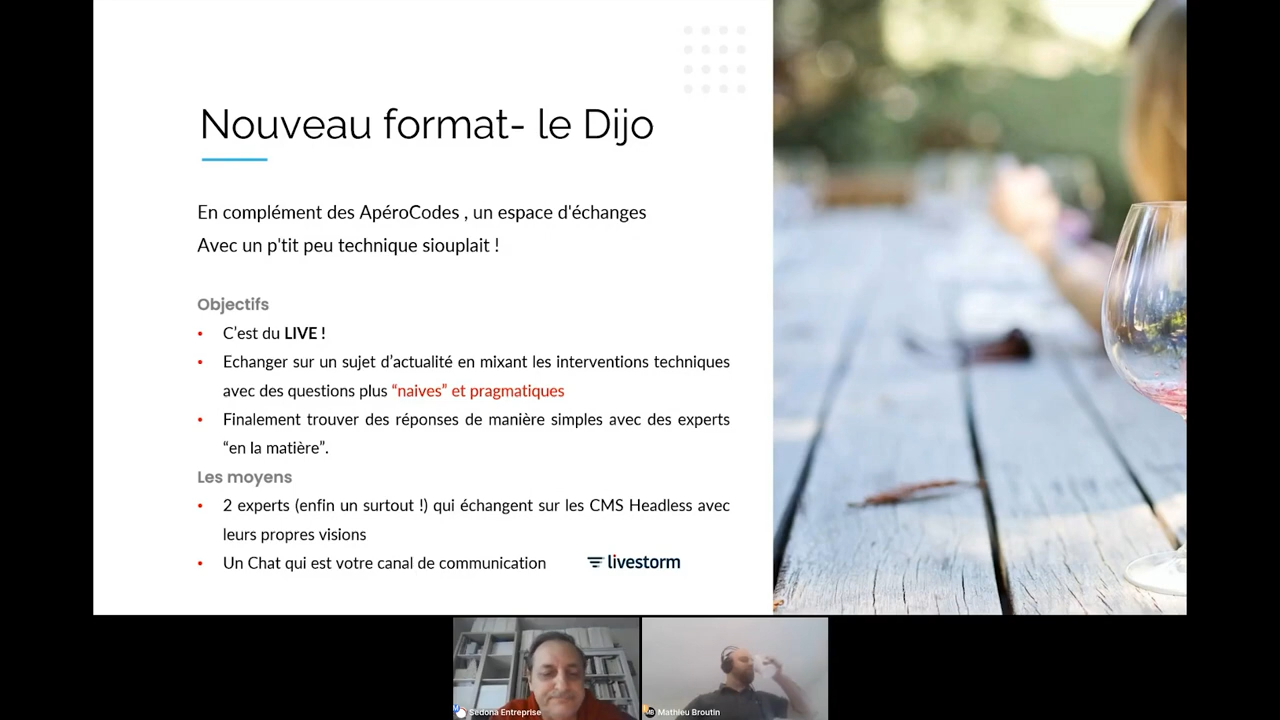 Nouveau format- le Dijo
En complément des ApéroCodes , un espace d'échanges
Avec un p'tit peu technique siouplait !
Objectifs
• C'est du LIVE !
• Echanger sur un sujet d'actualité en mixant les interventions techniques
avec des questions plus “naives” et pragmatiques
• Finalement trouver des réponses de manière simples avec des experts
“en la matière”.
Les moyens
• 2 experts (enfin un surtout !) qui échangent sur les CMS Headless avec
leurs propres visions
• Un Chat qui est votre canal de communication
livestorm
Sedona Entreprise
Mathieu Broutin